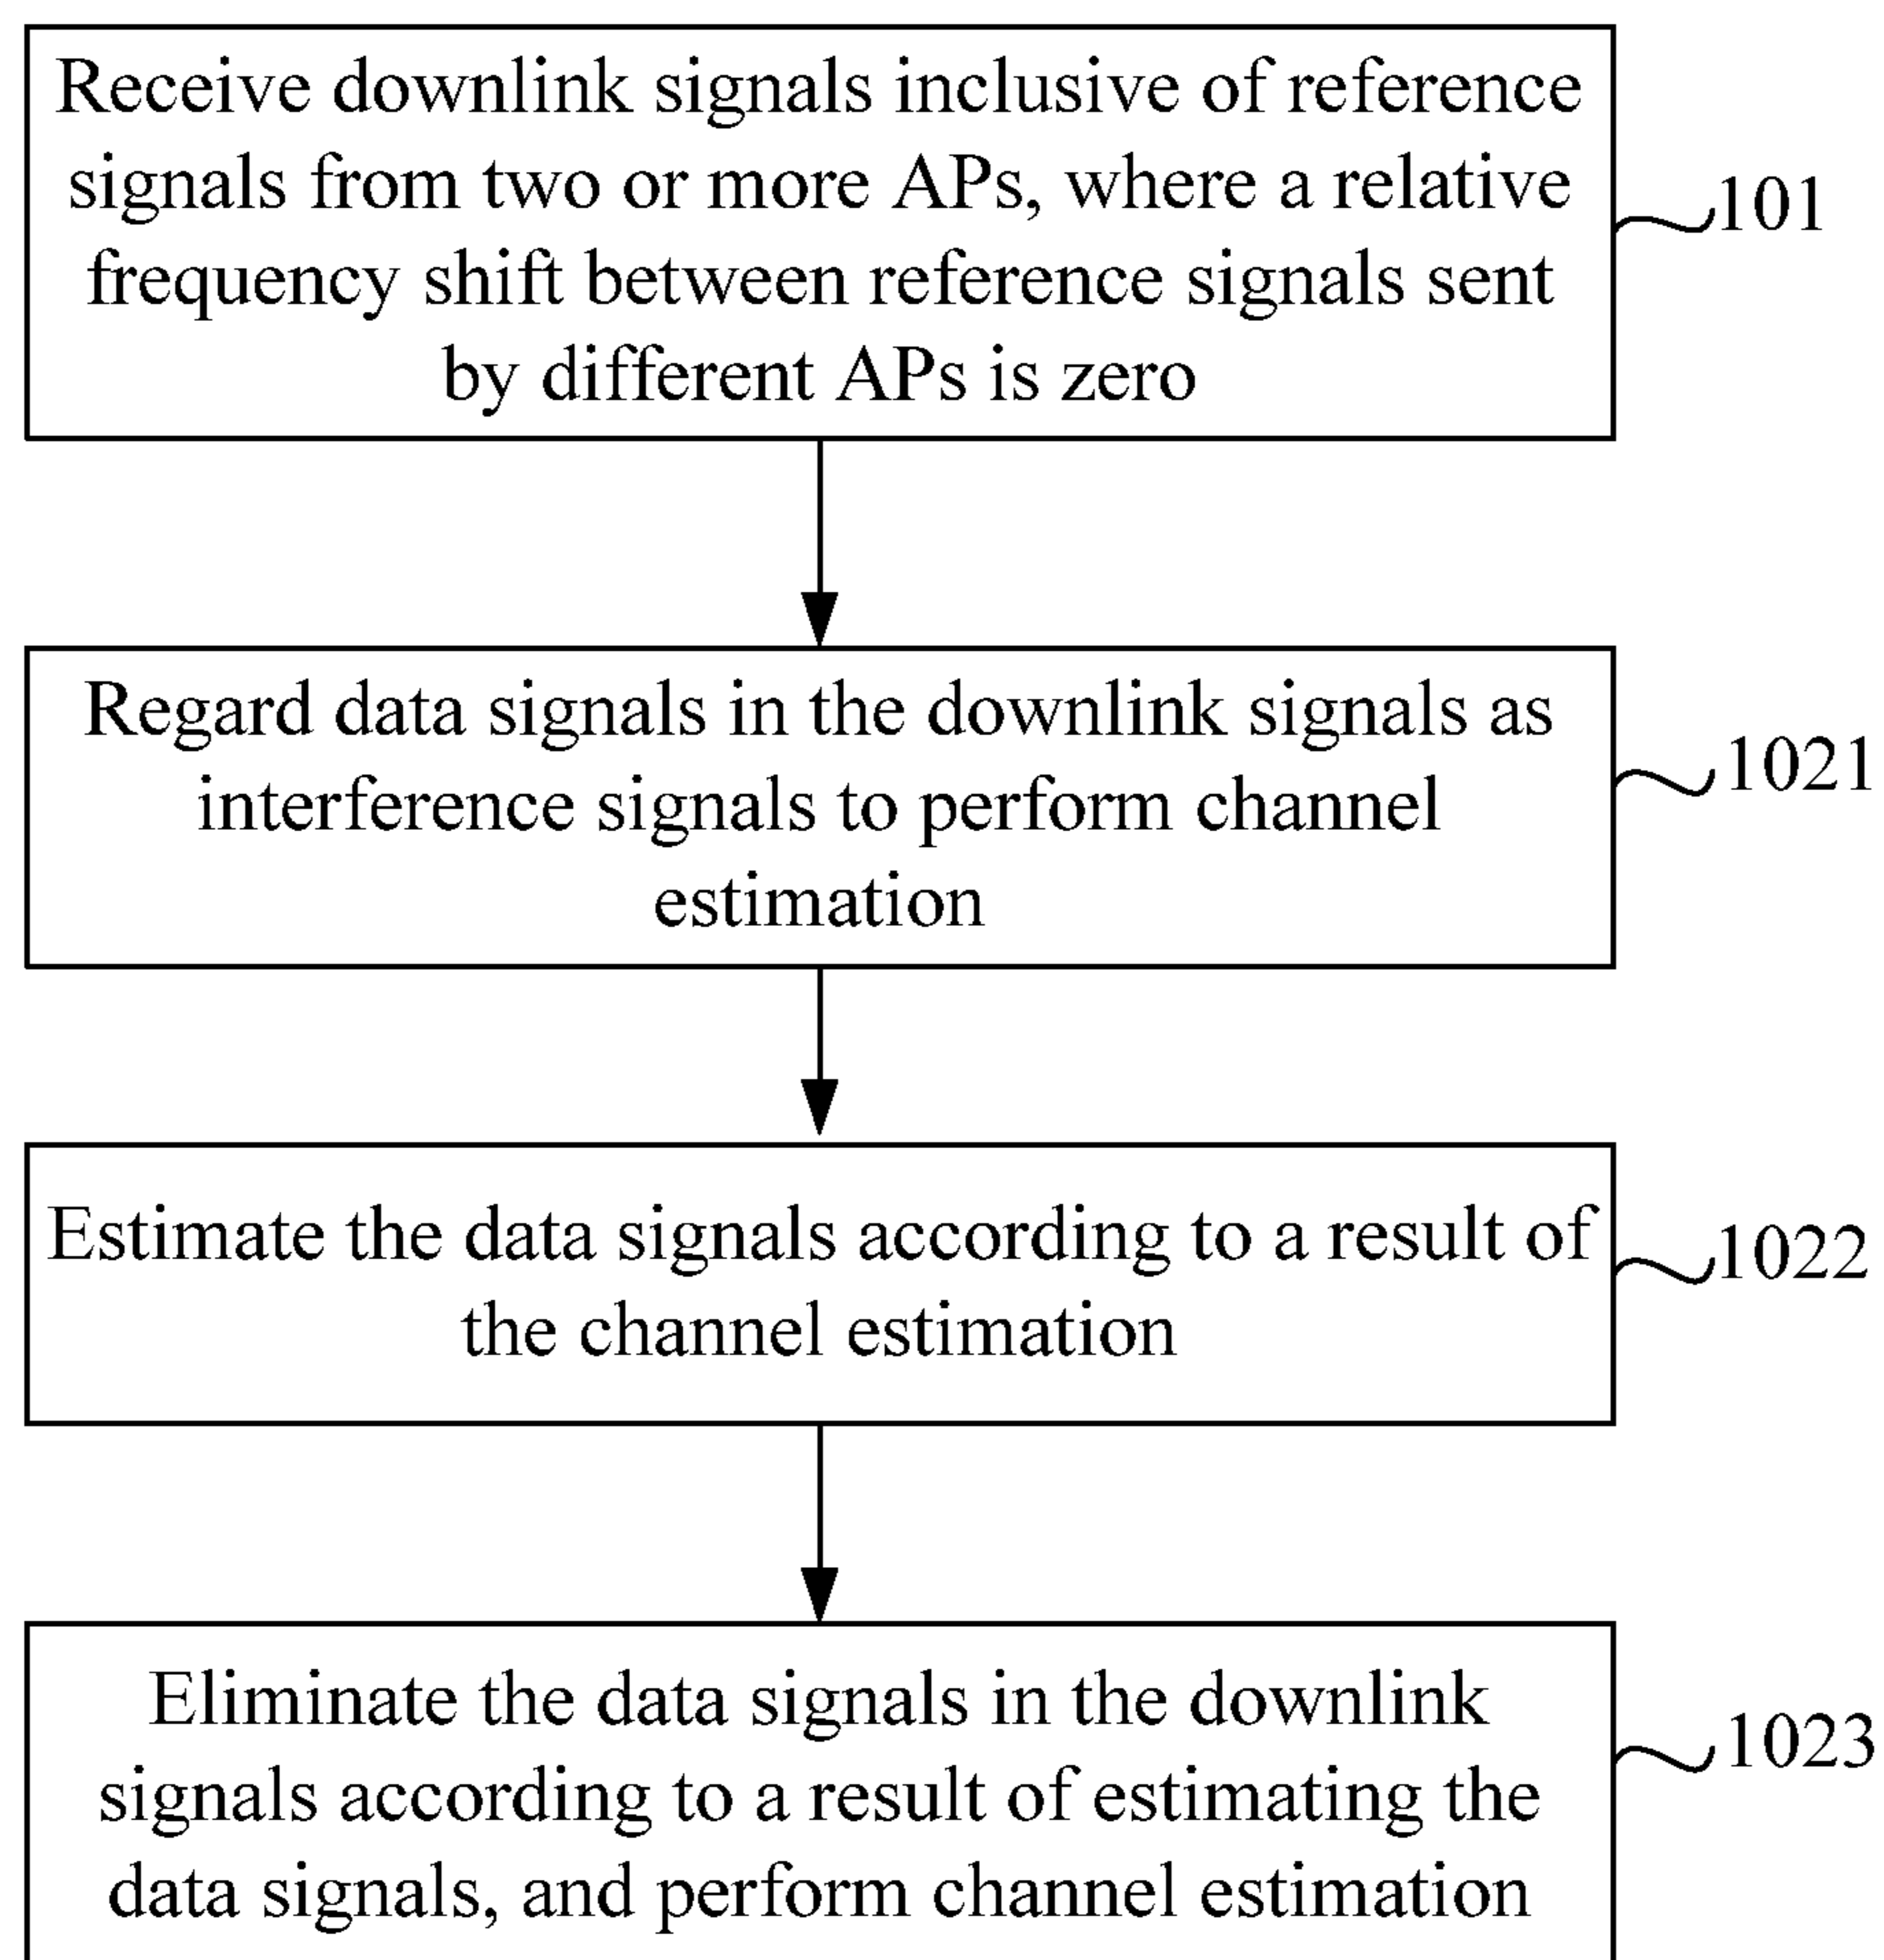 Receive downlink signals inclusive of reference
signals from two or more APs, where a relative
frequency shift between reference signals sent
by different APs is zero
101
Regard data signals in the downlink signals as
interference signals to perform channel
estimation
1021
Estimate the data signals according to a result of
the channel estimation
1022
Eliminate the data signals in the downlink
signals according to a result of estimating the
data signals, and perform channel estimation
1023